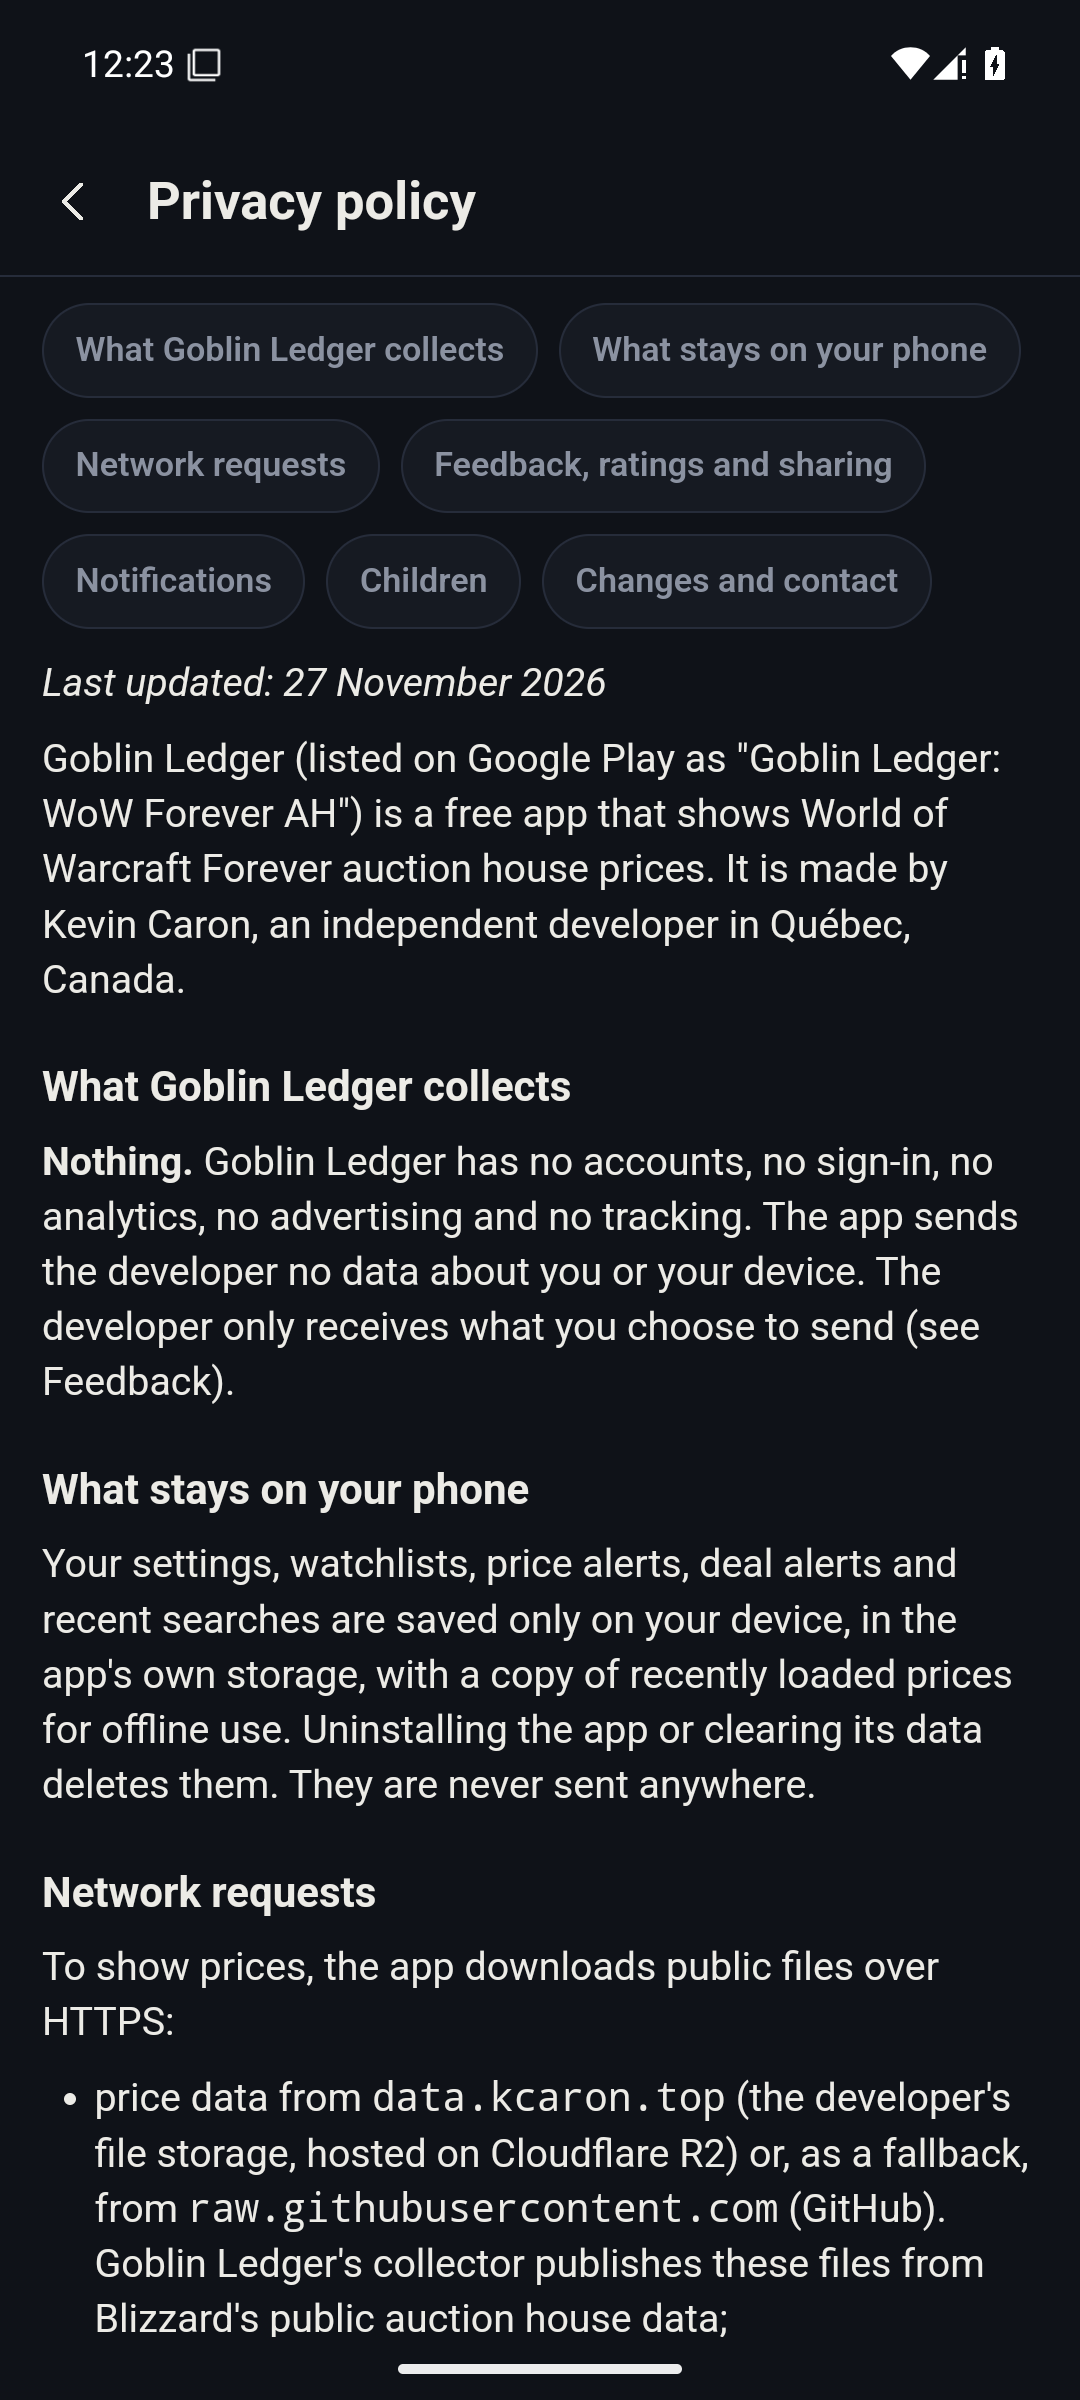 12:23
Privacy policy
What Goblin Ledger collects
What stays on your phone
Network requests
Feedback, ratings and sharing
Notifications
Children
Changes and contact
Last updated: 27 November 2026
Goblin Ledger (listed on Google Play as "Goblin Ledger:
WoW Forever AH") is a free app that shows World of
Warcraft Forever auction house prices. It is made by
Kevin Caron, an independent developer in Québec,
Canada.
What Goblin Ledger collects
Nothing. Goblin Ledger has no accounts, no sign-in, no
analytics, no advertising and no tracking. The app sends
the developer no data about you or your device. The
developer only receives what you choose to send (see
Feedback).
What stays on your phone
Your settings, watchlists, price alerts, deal alerts and
recent searches are saved only on your device, in the
app's own storage, with a copy of recently loaded prices
for offline use. Uninstalling the app or clearing its data
deletes them. They are never sent anywhere.
Network requests
To show prices, the app downloads public files over
HTTPS:
• price data from data.kcaron.top (the developer's
file storage, hosted on Cloudflare R2) or, as a fallback,
from raw.githubusercontent.com (GitHub).
Goblin Ledger's collector publishes these files from
Blizzard's public auction house data;